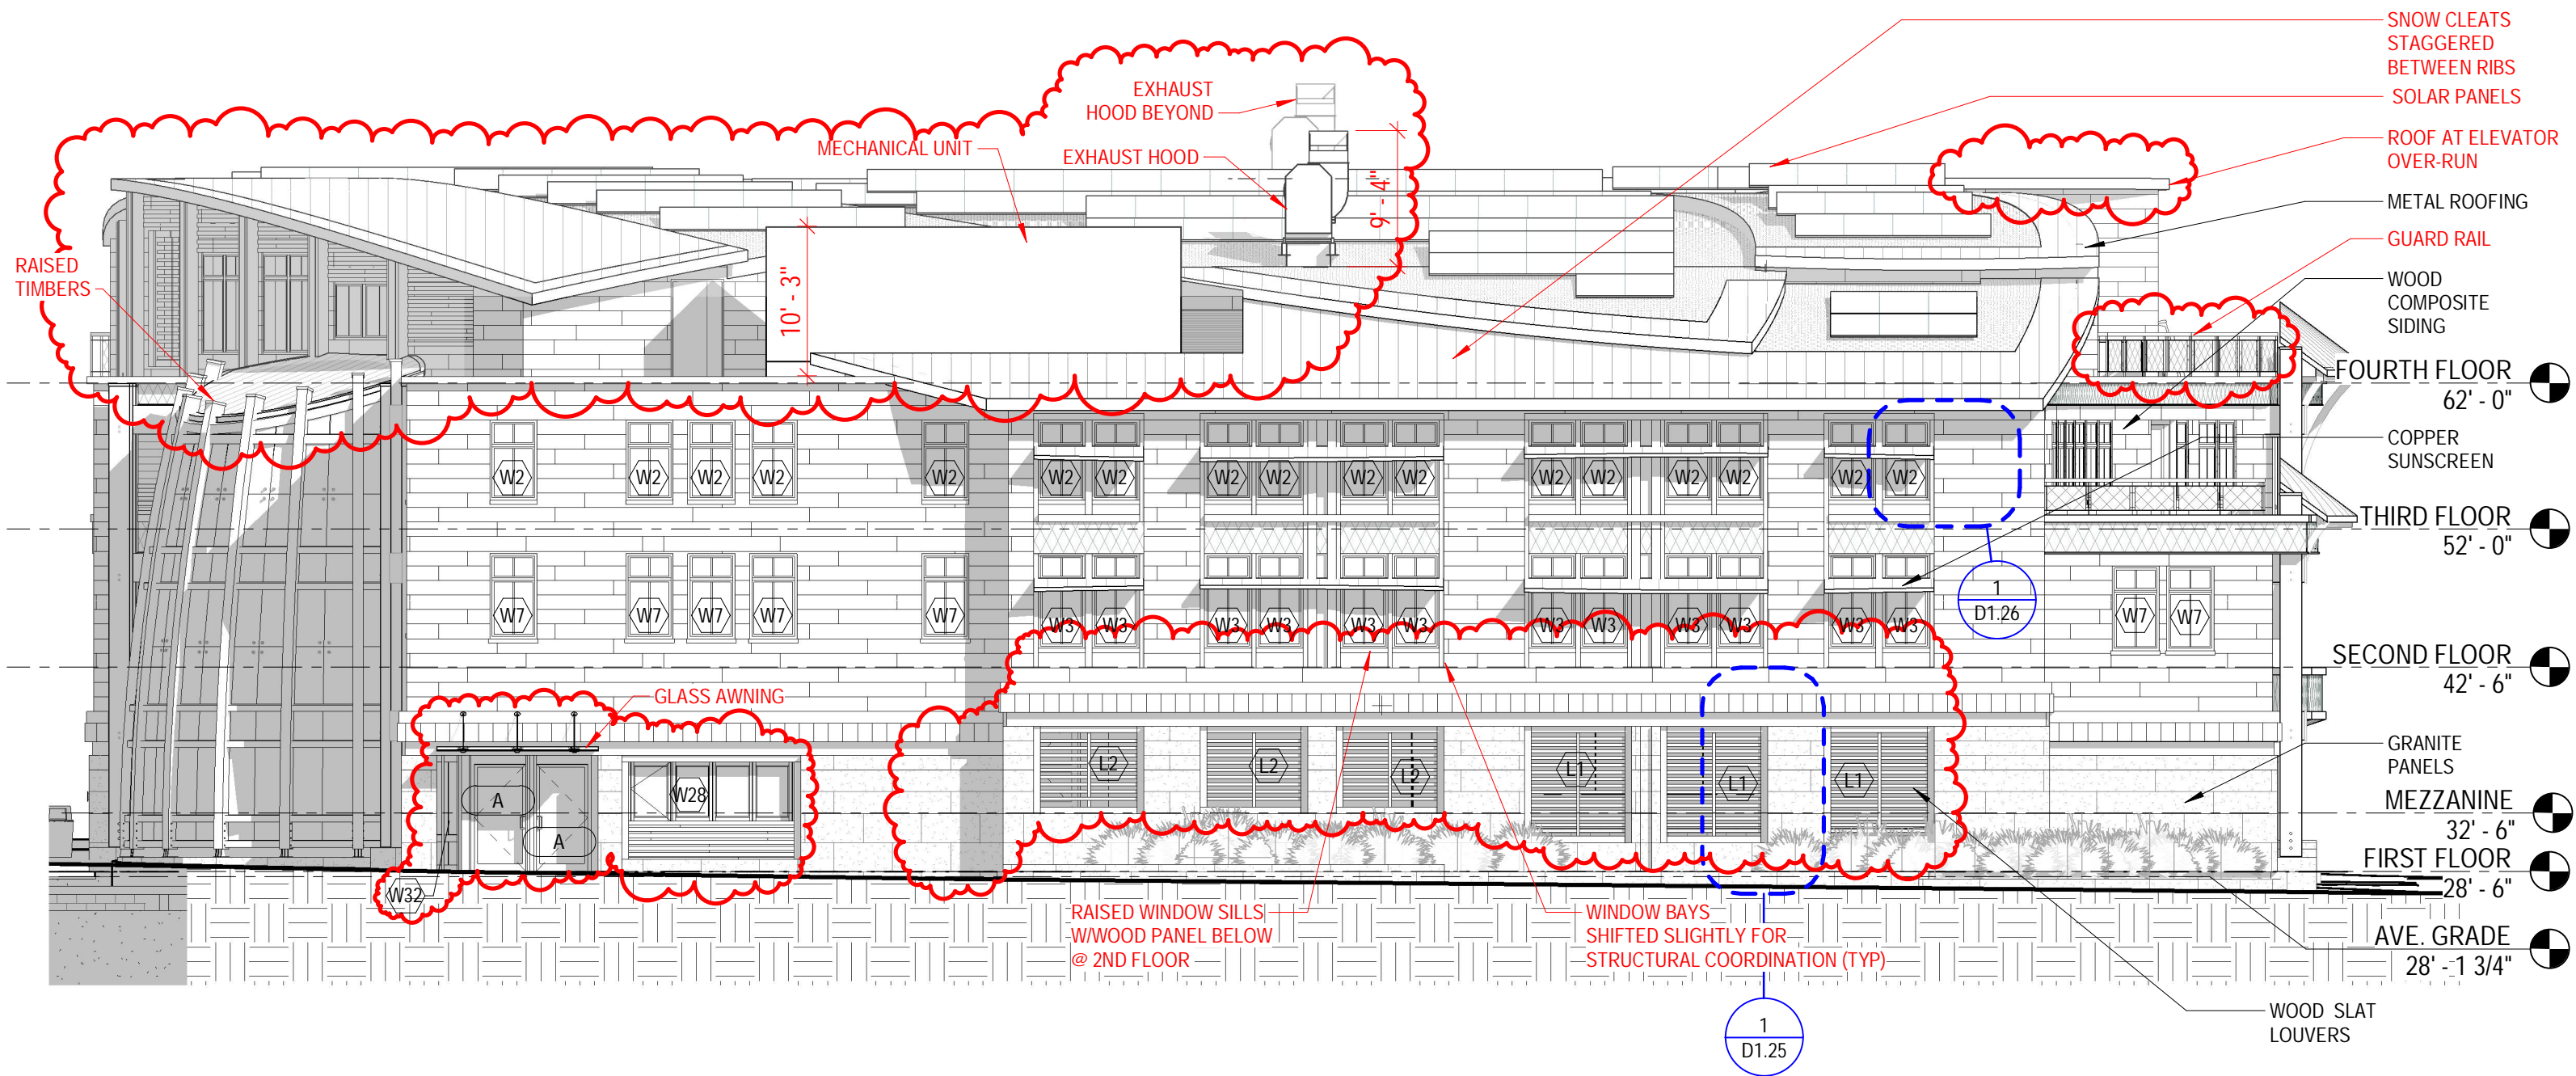 SNOW CLEATS
STAGGERED
BETWEEN RIBS
SOLAR PANELS
ROOF AT ELEVATOR
OVER-RUN
METAL ROOFING
GUARD RAIL
WOOD
COMPOSITE
SIDING
FOURTH FLOOR
62' - 0"
COPPER
SUNSCREEN
THIRD FLOOR
52' - 0"
SECOND FLOOR
42' - 6"
GRANITE
PANELS
MEZZANINE
32' - 6"
FIRST FLOOR
28' - 6"
AVE. GRADE
28' - 1 3/4"
WOOD SLAT
LOUVERS
EXHAUST
HOOD BEYOND
MECHANICAL UNIT
EXHAUST HOOD
9' - 4"
10' - 3"
RAISED
TIMBERS
W2 W2 W2 W2 W2 W2 W2 W2 W2 W2 W2 W2 W2 W2 W2 W2 W2
1
D1.26
W7 W7 W7 W7 W7 W3 W3 W3 W3 W3 W3 W3 W3 W3 W3 W3 W3 W7 W7
GLASS AWNING
A
A
W28
L2 L2 L2 L1 L1 L1
W32
RAISED WINDOW SILLS
W/WOOD PANEL BELOW
@ 2ND FLOOR
WINDOW BAYS
SHIFTED SLIGHTLY FOR
STRUCTURAL COORDINATION (TYP)
1
D1.25